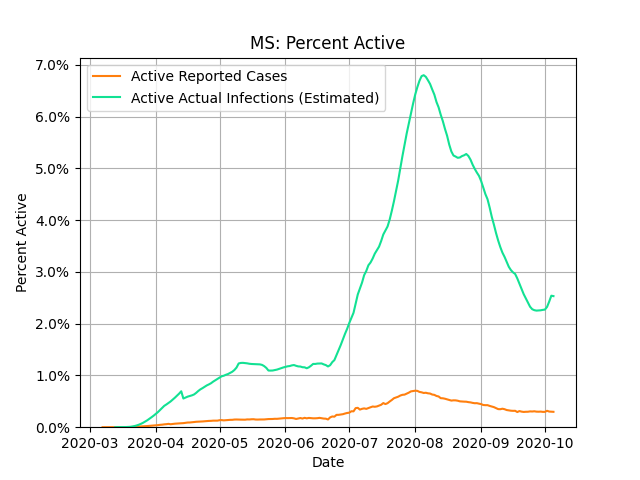 MS: Percent Active
Active Reported Cases
Active Actual Infections (Estimated)
7.0%
6.0%
5.0%
4.0%
3.0%
2.0%
1.0%
0.0%
Percent Active
2020-03 2020-04 2020-05 2020-06 2020-07 2020-08 2020-09 2020-10
Date